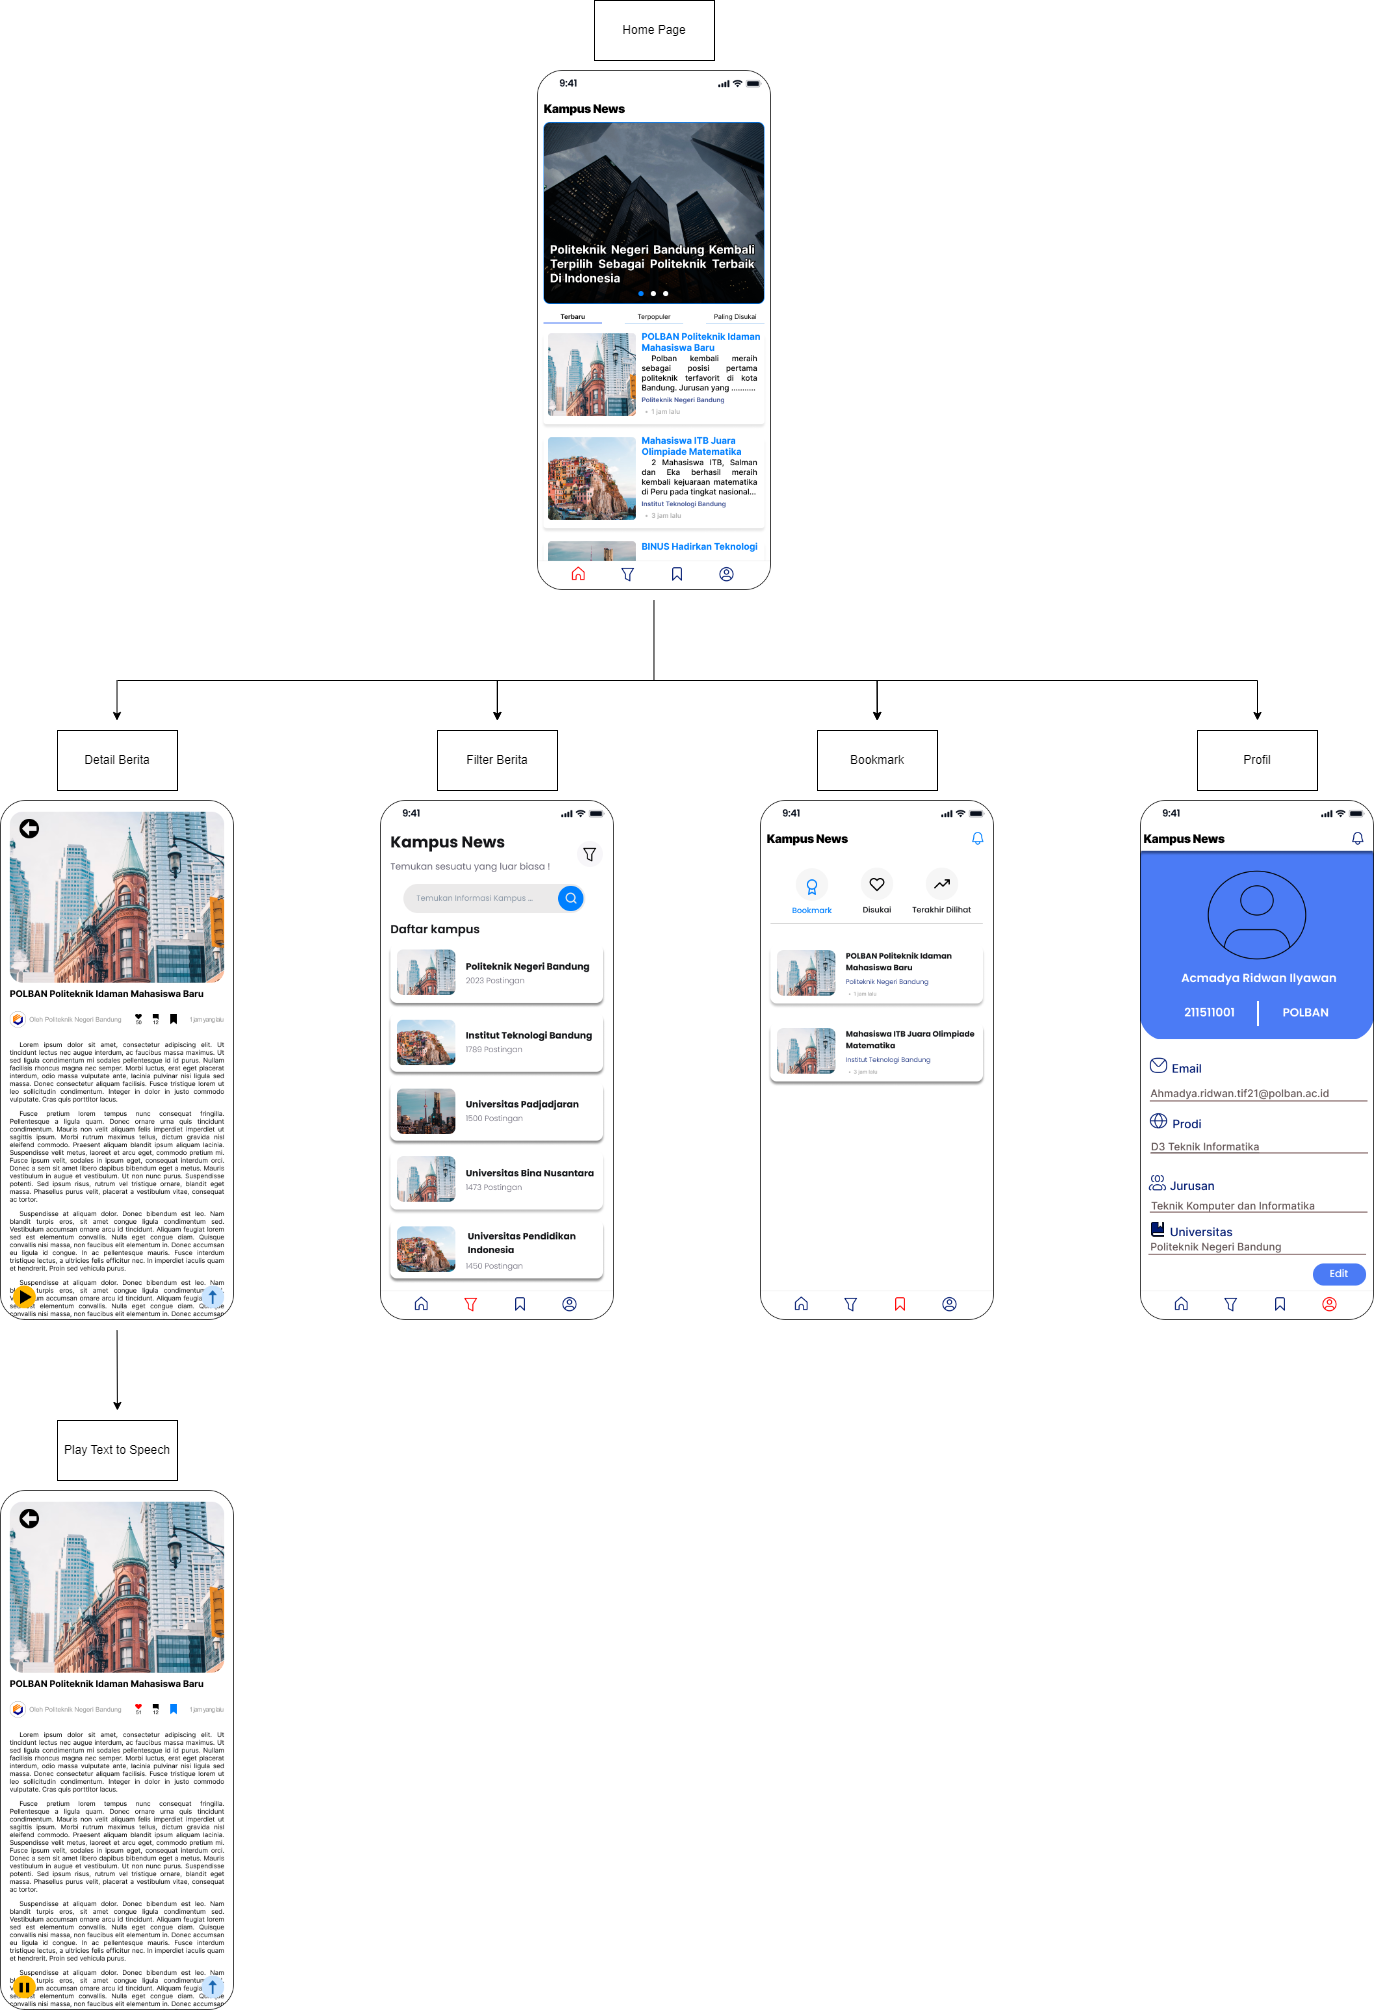 Home Page
9:41
Kampus News
Politeknik Negeri Bandung Kembali
Terpilih Sebagai Politeknik Terbaik
Di Indonesia
Terbaru
Terpopuler
Paling Disukai
POLBAN Politeknik Idaman
Mahasiswa Baru
Polban kembali meraih
sebagai posisi pertama
politeknik terfavorit di kota
Bandung. Jurusan yang ...........
Politeknik Negeri Bandung
• 1 jam lalu
Mahasiswa ITB Juara
Olimpiade Matematika
2 Mahasiswa ITB, Salman
dan Eka berhasil meraih
kembali kejuaraan matematika
di Peru pada tingkat nasional...
Institut Teknologi Bandung
• 3 jam lalu
BINUS Hadirkan Teknologi
Detail Berita
POLBAN Politeknik Idaman Mahasiswa Baru
Oleh Politeknik Negeri Bandung
50
12
1 jam yang lalu
Lorem ipsum dolor sit amet, consectetur adipiscing elit. Ut
tincidunt lectus nec augue interdum, ac faucibus massa maximus. Ut
sed ligula condimentum mi sodales pellentesque id id purus. Nullam
facilisis rhoncus magna nec semper. Morbi luctus, erat eget placerat
interdum, odio massa vulputate ante, lacinia pulvinar nisi ligula sed
massa. Donec consectetur aliquam facilisis. Fusce tristique lorem ut
leo sollicitudin condimentum. Integer in dolor in justo commodo
vulputate. Cras quis porttitor lacus.
Fusce pretium lorem tempus nunc consequat fringilla.
Pellentesque a ligula quam. Donec ornare urna quis tincidunt
condimentum. Mauris non velit aliquam felis imperdiet imperdiet ut
sagittis ipsum. Morbi rutrum maximus tellus, dictum gravida nisl
eleifend commodo. Praesent aliquam blandit ipsum aliquam lacinia.
Suspendisse velit metus, laoreet et arcu eget, commodo pretium mi.
Fusce ipsum velit, sodales in ipsum eget, consequat interdum orci.
Donec a sem sit amet libero dapibus bibendum eget a metus. Mauris
vestibulum in augue et vestibulum. Ut non nunc purus. Suspendisse
potenti. Sed ipsum risus, rutrum vel tristique ornare, blandit eget
massa. Phasellus purus velit, placerat a vestibulum vitae, consequat
ac tortor.
Suspendisse at aliquam dolor. Donec bibendum est leo. Nam
blandit turpis eros, sit amet congue ligula condimentum sed.
Vestibulum accumsan ornare arcu id tincidunt. Aliquam feugiat lorem
sed est elementum convallis. Nulla eget congue diam. Quisque
convallis nisi massa, non faucibus elit elementum in. Donec accumsan
eu ligula id congue. In ac pellentesque mauris. Fusce interdum
tristique lectus, a ultricies felis efficitur nec. In imperdiet iaculis quam
et hendrerit. Proin sed vehicula purus.
Suspendisse at aliquam dolor. Donec bibendum est leo. Nam
turpis eros, sit amet congue ligula condimentum
accumsan ornare arcu id tincidunt. Aliquam feugiat
elementum convallis. Nulla eget congue diam.
convallis nisi massa, non faucibus elit elementum in. Donec accumsan
Filter Berita
9:41
Kampus News
Temukan sesuatu yang luar biasa !
Temukan Informasi Kampus ...
Daftar kampus
Politeknik Negeri Bandung
2023 Postingan
Institut Teknologi Bandung
1789 Postingan
Universitas Padjadjaran
1500 Postingan
Universitas Bina Nusantara
1473 Postingan
Universitas Pendidikan
Indonesia
1450 Postingan
Bookmark
9:41
Kampus News
Bookmark
Disukai
Terakhir Dilihat
POLBAN Politeknik Idaman
Mahasiswa Baru
Politeknik Negeri Bandung
• 1 jam lalu
Mahasiswa ITB Juara Olimpiade
Matematika
Institut Teknologi Bandung
• 3 jam lalu
Profil
9:41
Kampus News
Acmadya Ridwan Ilyawan
211511001
POLBAN
Email
Ahmadya.ridwan.tif21@polban.ac.id
Prodi
D3 Teknik Informatika
Jurusan
Teknik Komputer dan Informatika
Universitas
Politeknik Negeri Bandung
Edit
Play Text to Speech
POLBAN Politeknik Idaman Mahasiswa Baru
Oleh Politeknik Negeri Bandung
51
12
1 jam yang lalu
Lorem ipsum dolor sit amet, consectetur adipiscing elit. Ut
tincidunt lectus nec augue interdum, ac faucibus massa maximus. Ut
sed ligula condimentum mi sodales pellentesque id id purus. Nullam
facilisis rhoncus magna nec semper. Morbi luctus, erat eget placerat
interdum, odio massa vulputate ante, lacinia pulvinar nisi ligula sed
massa. Donec consectetur aliquam facilisis. Fusce tristique lorem ut
leo sollicitudin condimentum. Integer in dolor in justo commodo
vulputate. Cras quis porttitor lacus.
Fusce pretium lorem tempus nunc consequat fringilla.
Pellentesque a ligula quam. Donec ornare urna quis tincidunt
condimentum. Mauris non velit aliquam felis imperdiet imperdiet ut
sagittis ipsum. Morbi rutrum maximus tellus, dictum gravida nisl
eleifend commodo. Praesent aliquam blandit ipsum aliquam lacinia.
Suspendisse velit metus, laoreet et arcu eget, commodo pretium mi.
Fusce ipsum velit, sodales in ipsum eget, consequat interdum orci.
Donec a sem sit amet libero dapibus bibendum eget a metus. Mauris
vestibulum in augue et vestibulum. Ut non nunc purus. Suspendisse
potenti. Sed ipsum risus, rutrum vel tristique ornare, blandit eget
massa. Phasellus purus velit, placerat a vestibulum vitae, consequat
ac tortor.
Suspendisse at aliquam dolor. Donec bibendum est leo. Nam
blandit turpis eros, sit amet congue ligula condimentum sed.
Vestibulum accumsan ornare arcu id tincidunt. Aliquam feugiat lorem
sed est elementum convallis. Nulla eget congue diam. Quisque
convallis nisi massa, non faucibus elit elementum in. Donec accumsan
eu ligula id congue. In ac pellentesque mauris. Fusce interdum
tristique lectus, a ultricies felis efficitur nec. In imperdiet iaculis quam
et hendrerit. Proin sed vehicula purus.
Suspendisse at aliquam dolor. Donec bibendum est leo. Nam
turpis eros, sit amet congue ligula condimentum
accumsan ornare arcu id tincidunt. Aliquam feugiat
elementum convallis. Nulla eget congue diam.
convallis nisi massa, non faucibus elit elementum in. Donec accumsan